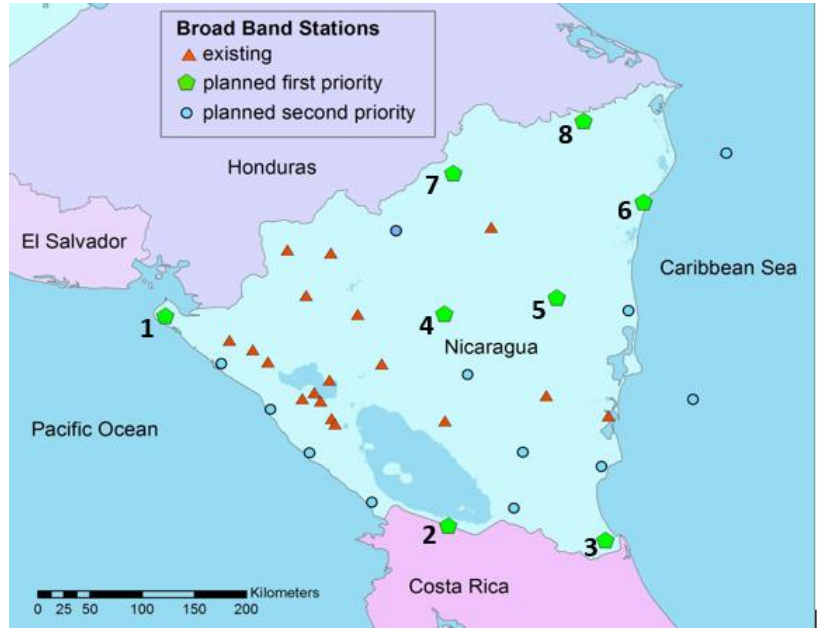 Broad Band Stations
existing
planned first priority
planned second priority
Honduras
El Salvador
Caribbean Sea
Nicaragua
Pacific Ocean
Costa Rica
8
7
6
5
4
1
2
3
Kilometers
0 25 50 100 150 200